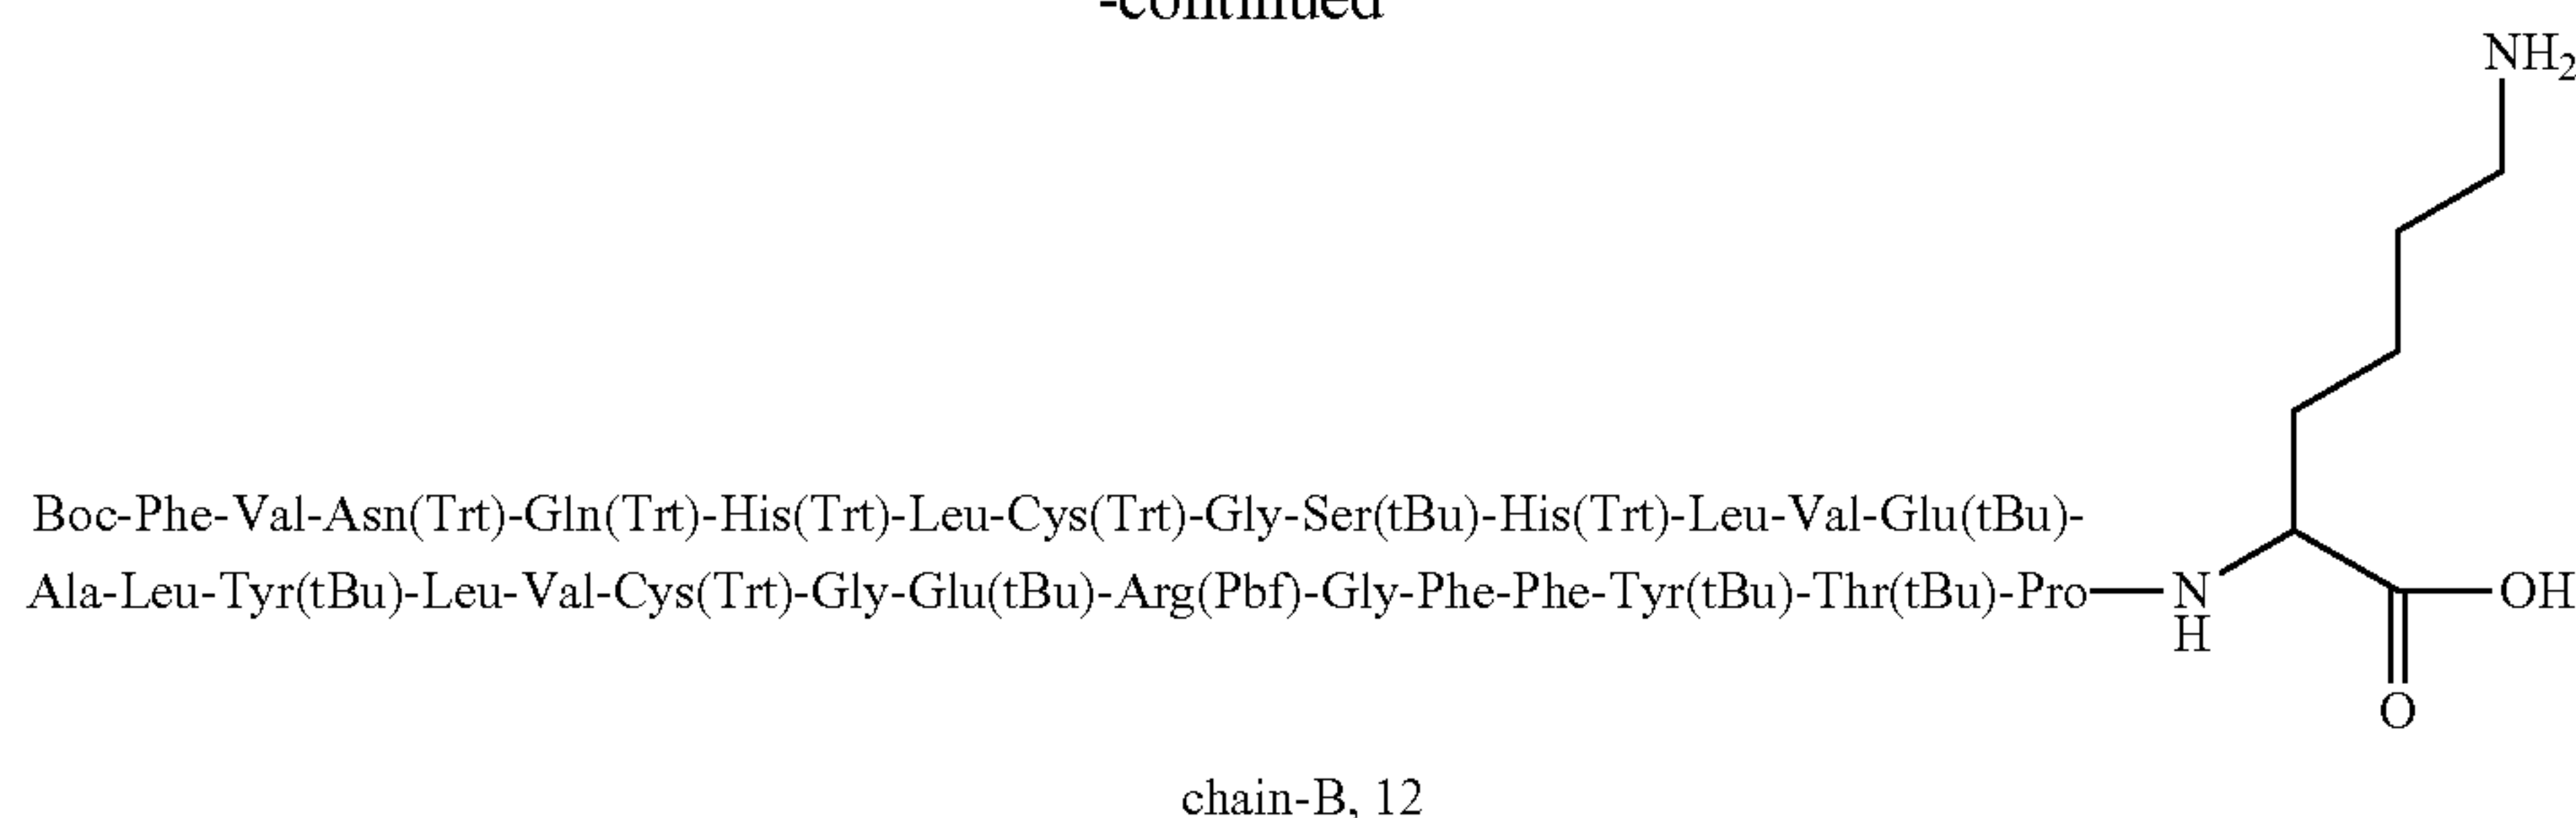 -continued
NH2
Boc-Phe-Val-Asn(Trt)-Gln(Trt)-His(Trt)-Leu-Cys(Trt)-Gly-Ser(tBu)-His(Trt)-Leu-Val-Glu(tBu)-
Ala-Leu-Tyr(tBu)-Leu-Val-Cys(Trt)-Gly-Glu(tBu)-Arg(Pbf)-Gly-Phe-Phe-Tyr(tBu)-Thr(tBu)-Pro—N OH
H
O
chain-B, 12